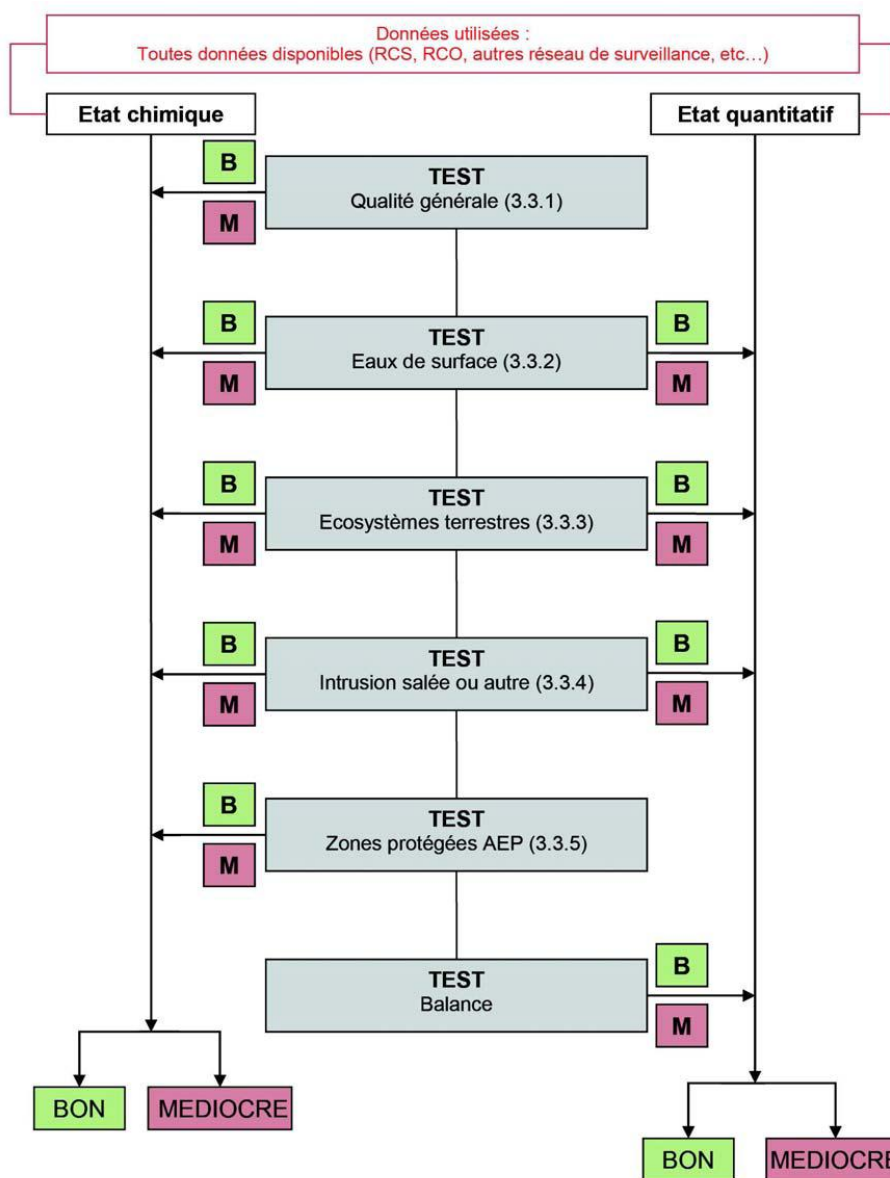 Données utilisées :
Toutes données disponibles (RCS, RCO, autres réseau de surveillance, etc…)
Etat chimique
Etat quantitatif
B
TEST
Qualité générale (3.3.1)
M
B
TEST
Eaux de surface (3.3.2)
B
M
M
B
TEST
Ecosystèmes terrestres (3.3.3)
B
M
M
B
TEST
Intrusion salée ou autre (3.3.4)
B
M
M
B
TEST
Zones protégées AEP (3.3.5)
M
TEST
Balance
B
M
BON
MEDIOCRE
BON
MEDIOCRE